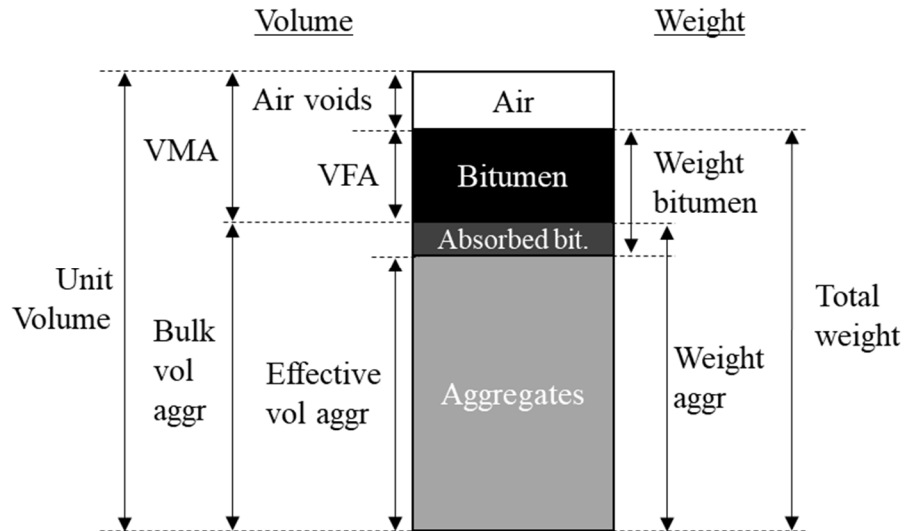 Volume
Weight
Air voids
Air
VMA
VFA
Bitumen
Weight
bitumen
Absorbed bit.
Unit
Volume
Bulk
vol
aggr
Effective
vol aggr
Aggregates
Weight
aggr
Total
weight